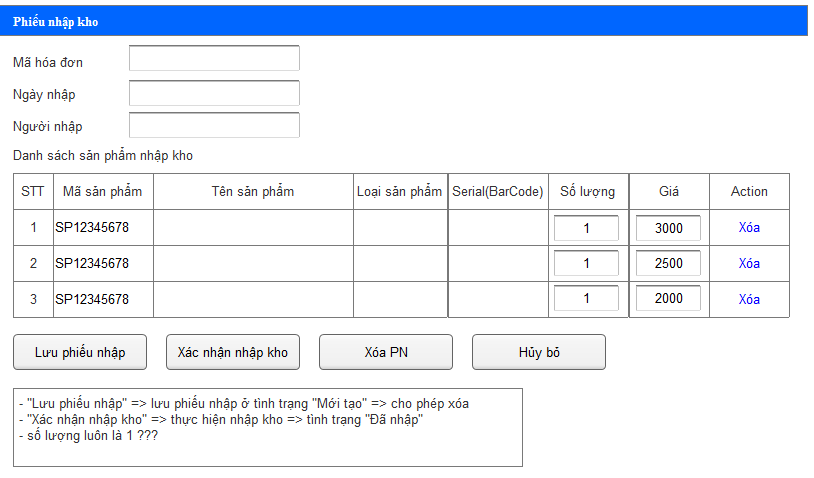 Phiếu nhập kho
Mã hóa đơn
Ngày nhập
Người nhập
Danh sách sản phẩm nhập kho
STT Mã sản phẩm Tên sản phẩm Loại sản phẩm Serial(BarCode) Số lượng Giá Action
1 SP12345678 1 3000 Xóa
2 SP12345678 1 2500 Xóa
3 SP12345678 1 2000 Xóa
Lưu phiếu nhập Xác nhận nhập kho Xóa PN Hủy bỏ
- "Lưu phiếu nhập" => lưu phiếu nhập ở tình trạng "Mới tạo" => cho phép xóa
- "Xác nhận nhập kho" => thực hiện nhập kho => tình trạng "Đã nhập"
- số lượng luôn là 1 ???